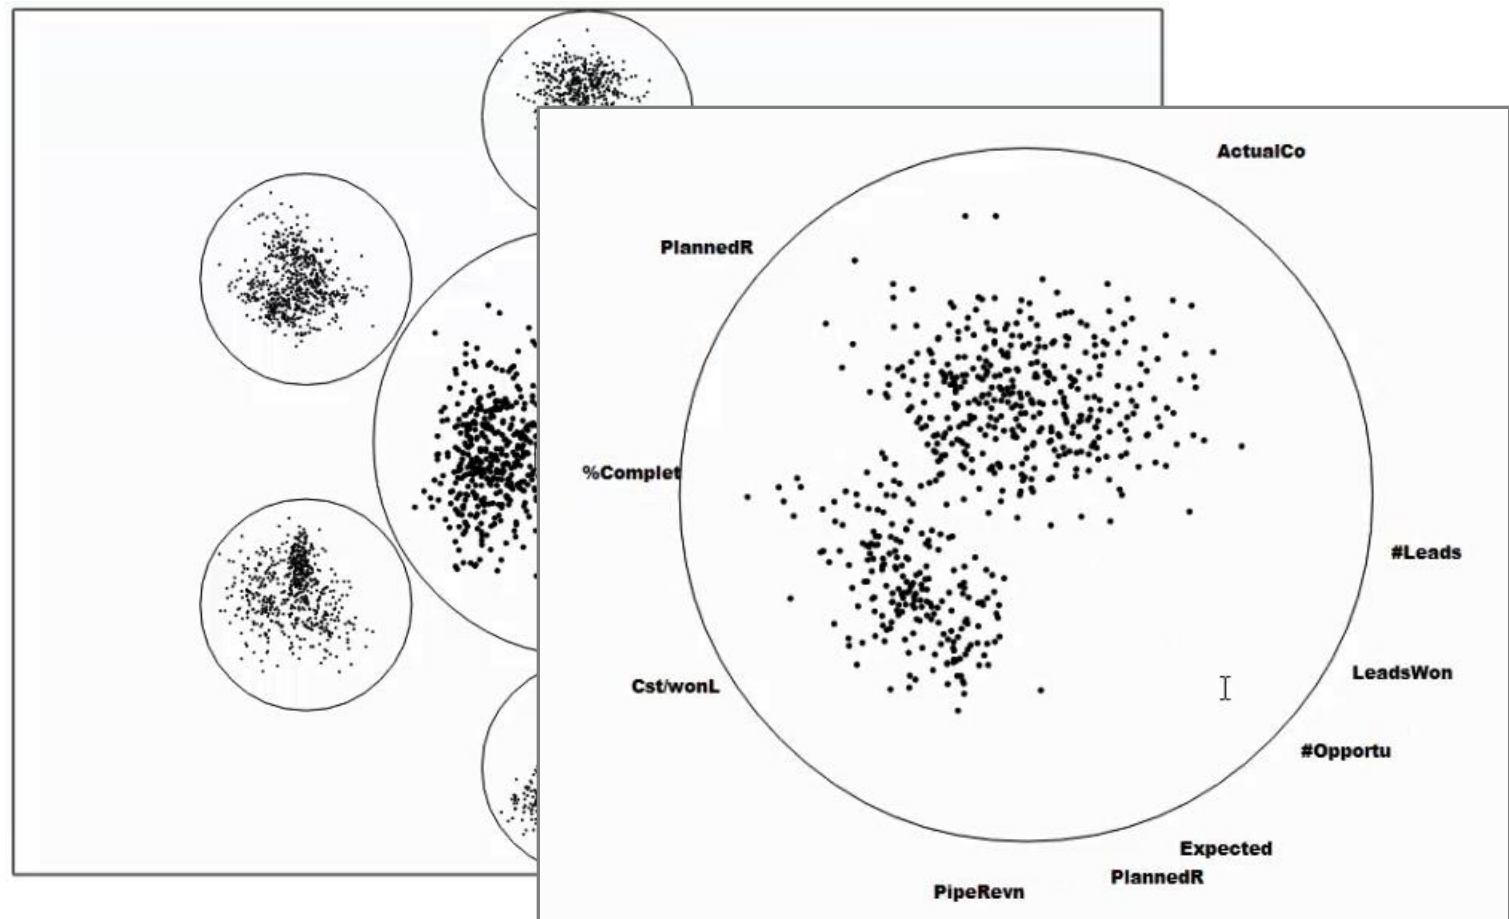 ActualCo
PlannedR
%Complet
#Leads
LeadsWon
Cst/wonL
#Opportu
Expected
PlannedR
PipeRevn